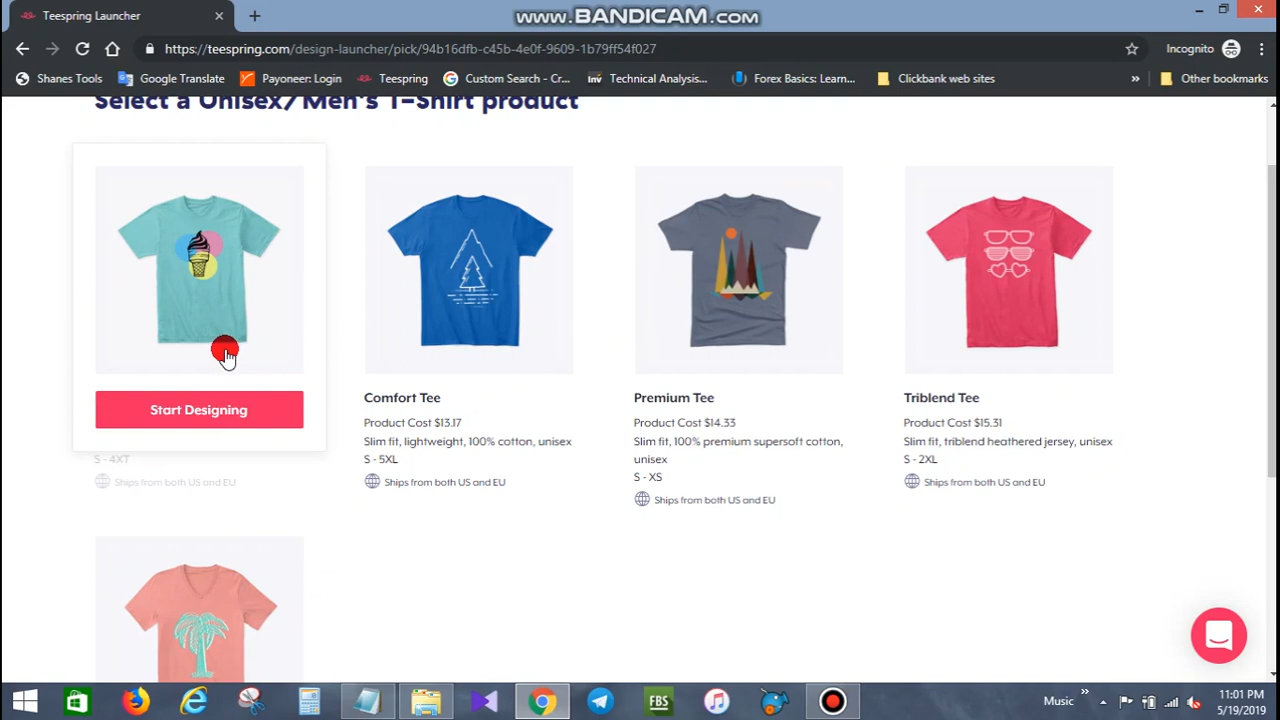 Teespring Launcher
www.BANDICAM.com
https://teespring.com/design-launcher/pick/94b16dfb-c45b-4e0f-9609-1b79ff54f027
Incognito
Shanes Tools
Google Translate
Payoneer: Login
Teespring
Custom Search - Cr...
inv Technical Analysis...
Forex Basics: Learn...
Clickbank web sites
»
Other bookmarks
Select a Unisex/Men's T-Shirt product
Start Designing
S - 4XT
Ships from both US and EU
Comfort Tee
Product Cost $13.17
Slim fit, lightweight, 100% cotton, unisex
S - 5XL
Ships from both US and EU
Premium Tee
Product Cost $14.33
Slim fit, 100% premium supersoft cotton,
unisex
S - XS
Ships from both US and EU
Triblend Tee
Product Cost $15.31
Slim fit, triblend heathered jersey, unisex
S - 2XL
Ships from both US and EU
FBS
Music »
11:01 PM
5/19/2019